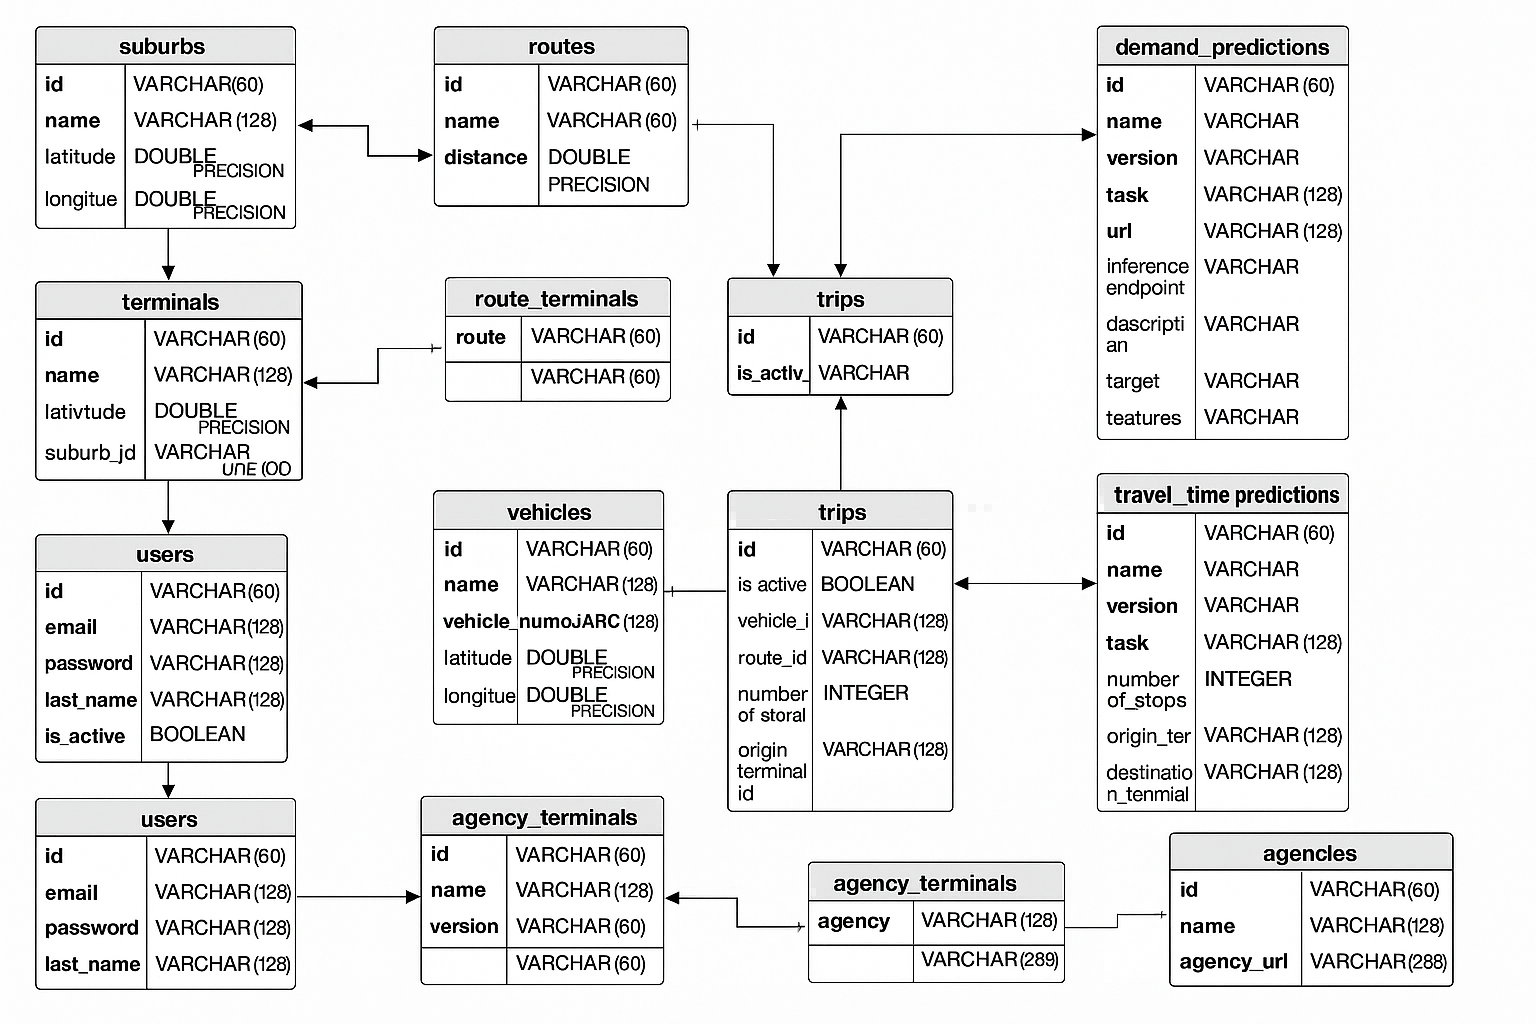 suburbs
id VARCHAR(60)
name VARCHAR (128)
latitude DOUBLE
PRECISION
longitue DOUBLE
PRECISION
routes
id VARCHAR (60)
name VARCHAR (60)
distance DOUBLE
PRECISION
demand_predictions
id VARCHAR (60)
name VARCHAR
version VARCHAR
task VARCHAR (128)
url VARCHAR (128)
inference VARCHAR
endpoint
dascripti VARCHAR
an
target VARCHAR
teatures VARCHAR
terminals
id VARCHAR (60)
name VARCHAR (128)
lativtude DOUBLE
PRECISION
suburb_jd VARCHAR
UNE (OD
route_terminals
route VARCHAR (60)
VARCHAR (60)
trips
id VARCHAR (60)
is_actlv_ VARCHAR
users
id VARCHAR (60)
email VARCHAR (128)
password VARCHAR (128)
last_name VARCHAR (128)
is_active BOOLEAN
vehicles
id VARCHAR (60)
name VARCHAR (128)
vehicle_numojARC (128)
latitude DOUBLE
PRECISION
longitue DOUBLE
PRECISION
trips
id VARCHAR (60)
is active BOOLEAN
vehicle_i VARCHAR (128)
route_id VARCHAR (128)
number INTEGER
of storal
origin VARCHAR (128)
terminal
id
travel_time predictions
id VARCHAR (60)
name VARCHAR
version VARCHAR
task VARCHAR (128)
number INTEGER
of_stops
origin_ter VARCHAR (128)
destinatio VARCHAR (128)
n_tenmial
users
id VARCHAR (60)
email VARCHAR (128)
password VARCHAR (128)
last_name VARCHAR (128)
agency_terminals
id VARCHAR (60)
name VARCHAR (128)
version VARCHAR (60)
VARCHAR (60)
agency_terminals
agency VARCHAR (128)
VARCHAR (289)
agencles
id VARCHAR (60)
name VARCHAR (128)
agency_url VARCHAR (288)